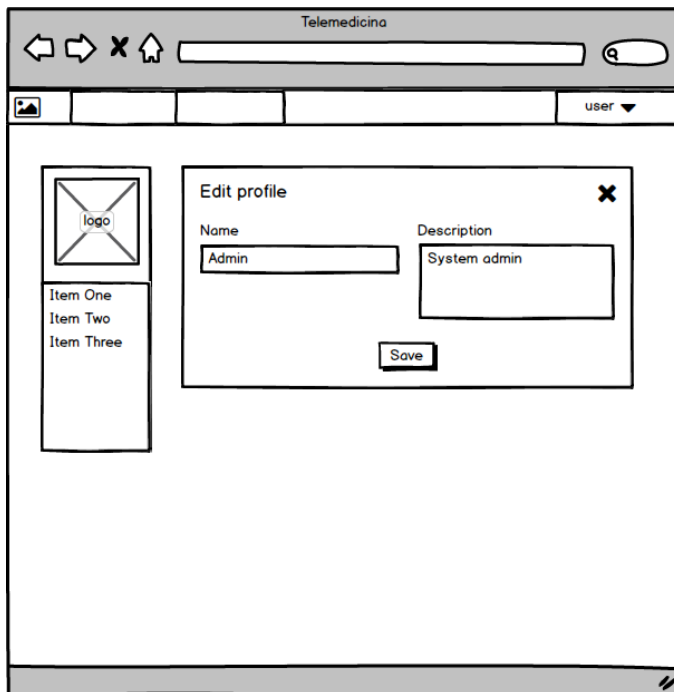 Telemedicina
user
logo
Item One
Item Two
Item Three
Edit profile
Name
Admin
Description
System admin
Save